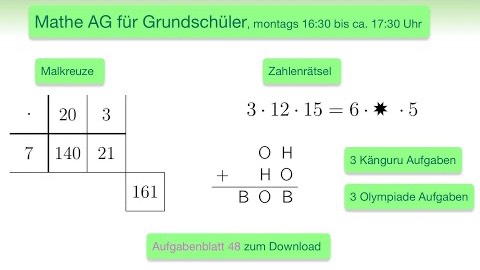 Mathe AG für Grundschüler, montags 16:30 bis ca. 17:30 Uhr
Malkreuze
Zahlenrätsel
· 20 3
7 140 21
161
3 · 12 · 15 = 6 · ✸ · 5
O H
+ H O
B O B
3 Känguru Aufgaben
3 Olympiade Aufgaben
Aufgabenblatt 48 zum Download